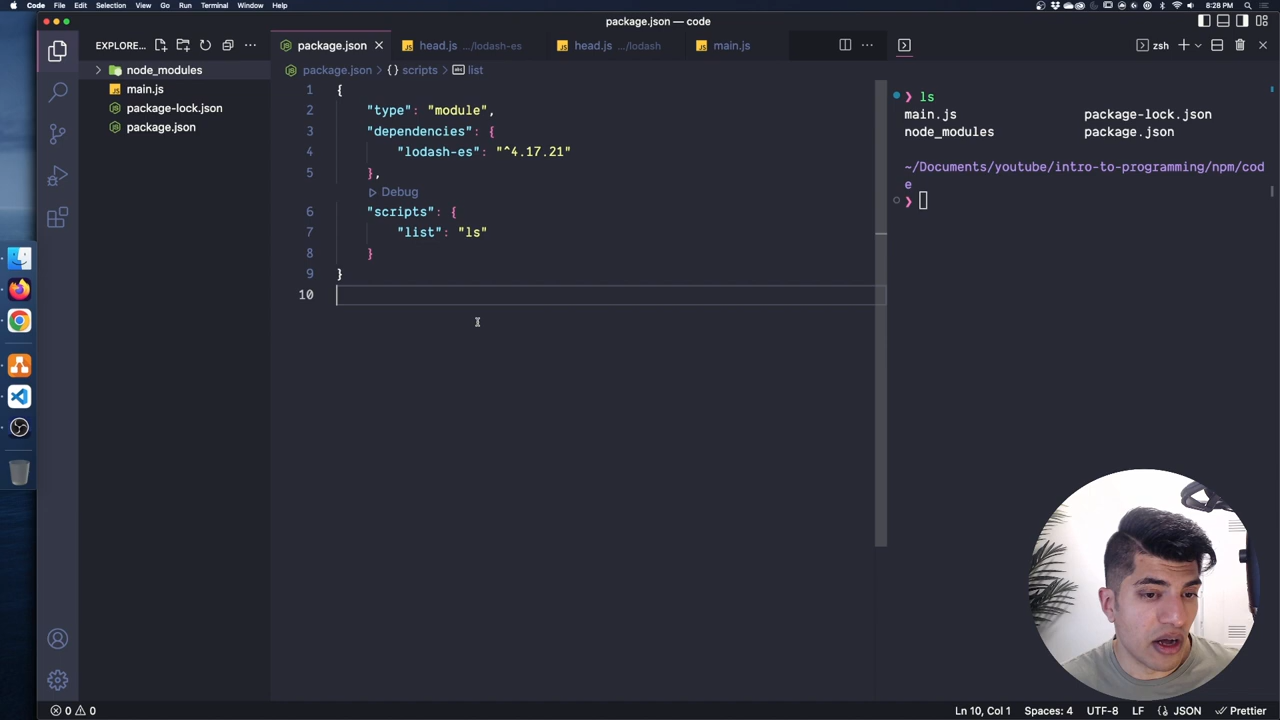 Code File Edit Selection View Go Run Terminal Window Help 8:28 PM
package.json — code
EXPLORE...
node_modules
main.js
package-lock.json
package.json
package.json head.js .../lodash-es head.js .../lodash main.js
package.json scripts list
1 {
2 "type": "module",
3 "dependencies": {
4 "lodash-es": "^4.17.21"
5 },
Debug
6 "scripts": {
7 "list": "ls"
8 }
9 }
10
zsh
❯ ls
main.js package-lock.json
node_modules package.json
~/Documents/youtube/intro-to-programming/npm/cod
e
❯
0 0 Ln 10, Col 1 Spaces: 4 UTF-8 LF {} JSON Prettier